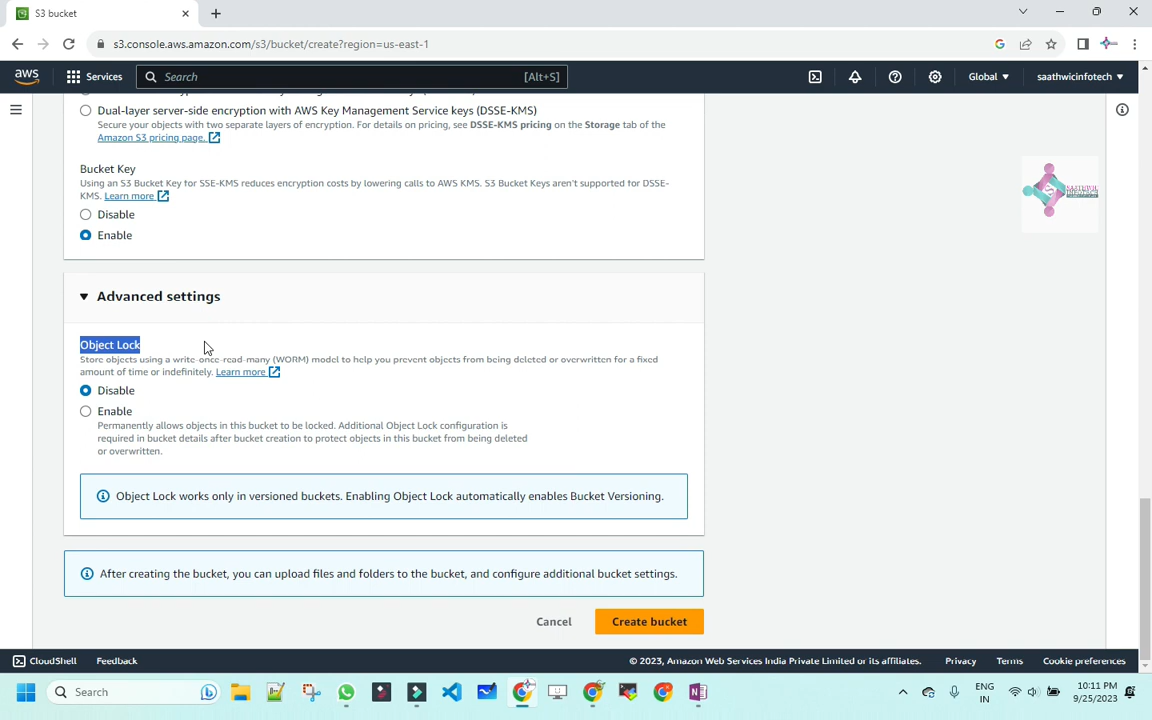 S3 bucket
s3.console.aws.amazon.com/s3/bucket/create?region=us-east-1
aws
Services
Search
[Alt+S]
Global
saathwicinfotech
Dual-layer server-side encryption with AWS Key Management Service keys (DSSE-KMS)
Secure your objects with two separate layers of encryption. For details on pricing, see DSSE-KMS pricing on the Storage tab of the
Amazon S3 pricing page.
Bucket Key
Using an S3 Bucket Key for SSE-KMS reduces encryption costs by lowering calls to AWS KMS. S3 Bucket Keys aren't supported for DSSE-
KMS. Learn more
Disable
Enable
Advanced settings
Object Lock
Store objects using a write-once-read-many (WORM) model to help you prevent objects from being deleted or overwritten for a fixed
amount of time or indefinitely. Learn more
Disable
Enable
Permanently allows objects in this bucket to be locked. Additional Object Lock configuration is
required in bucket details after bucket creation to protect objects in this bucket from being deleted
or overwritten.
Object Lock works only in versioned buckets. Enabling Object Lock automatically enables Bucket Versioning.
After creating the bucket, you can upload files and folders to the bucket, and configure additional bucket settings.
Cancel
Create bucket
CloudShell
Feedback
© 2023, Amazon Web Services India Private Limited or its affiliates.
Privacy
Terms
Cookie preferences
Search
ENG
IN
10:11 PM
9/25/2023